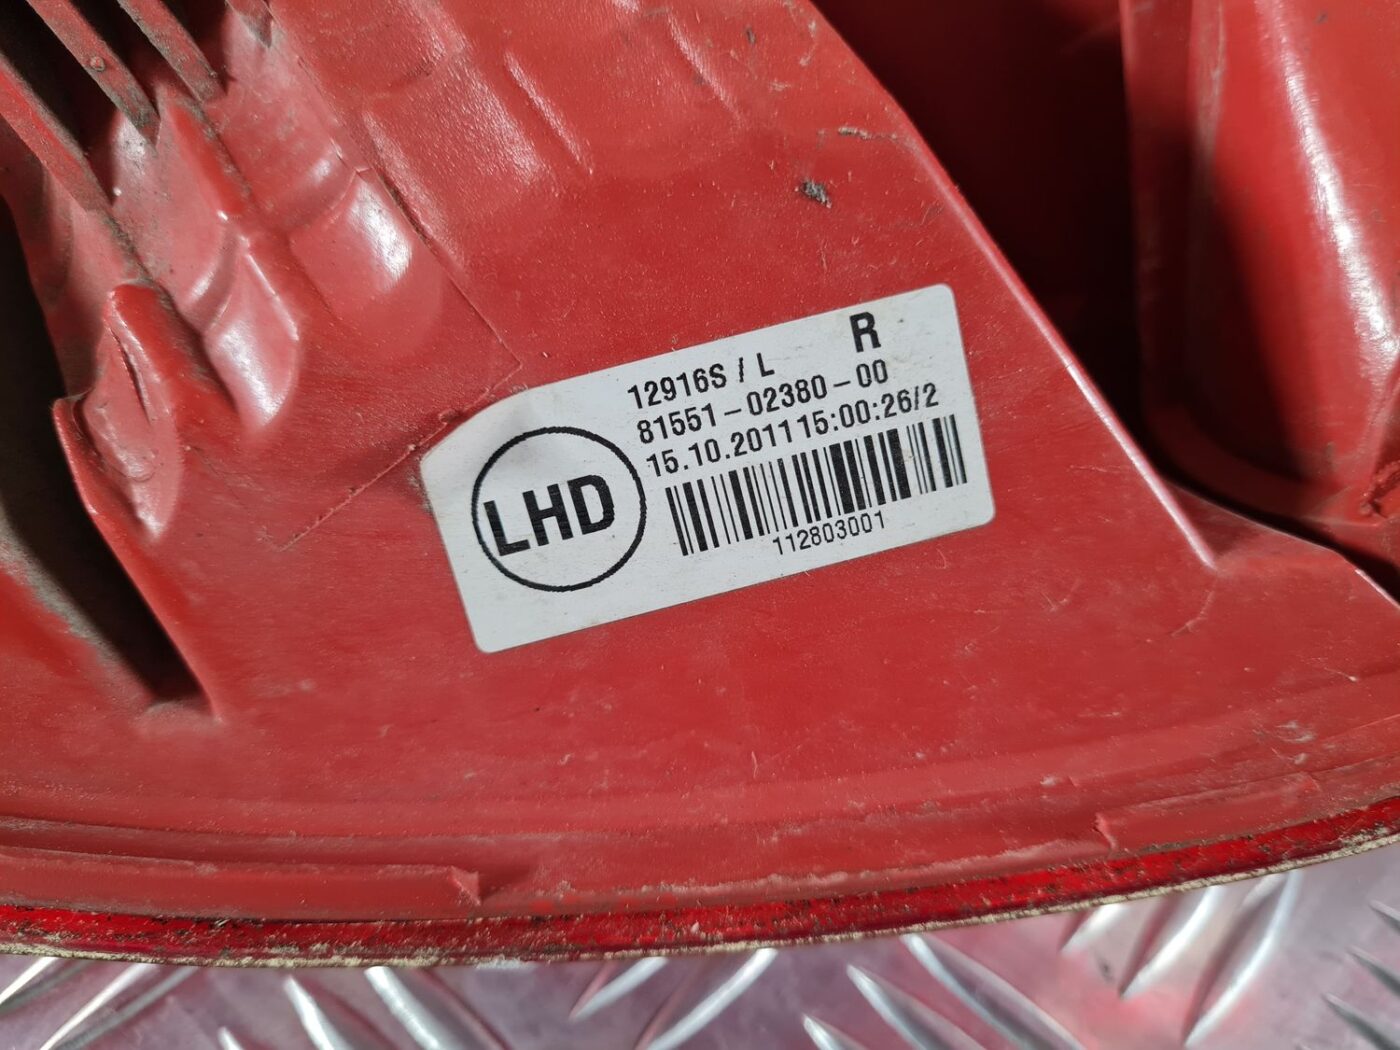 R
12916S / L
81551-02380-00
15.10.2011 15:00:26/2
LHD
112803001